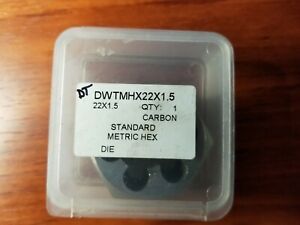 DT
DWTMHX22X1.5
22X1.5 QTY: 1
CARBON
STANDARD
METRIC HEX
DIE